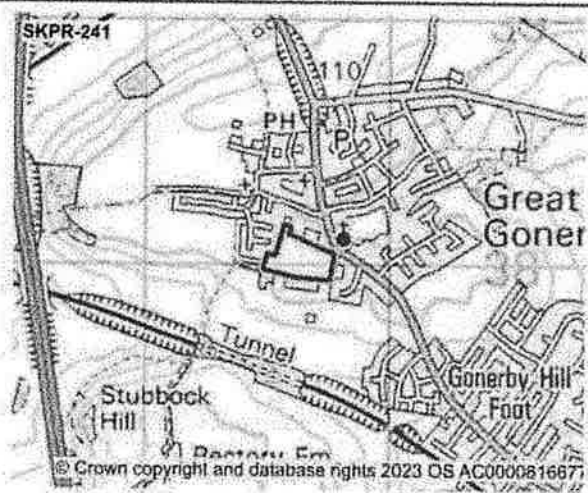 SKPR-241
110
PH
P
Great
Goner
38
Tunnel
Gonerby Hill
Foot
Stubbock
Hill
© Crown copyright and database rights 2023 OS AC000081667